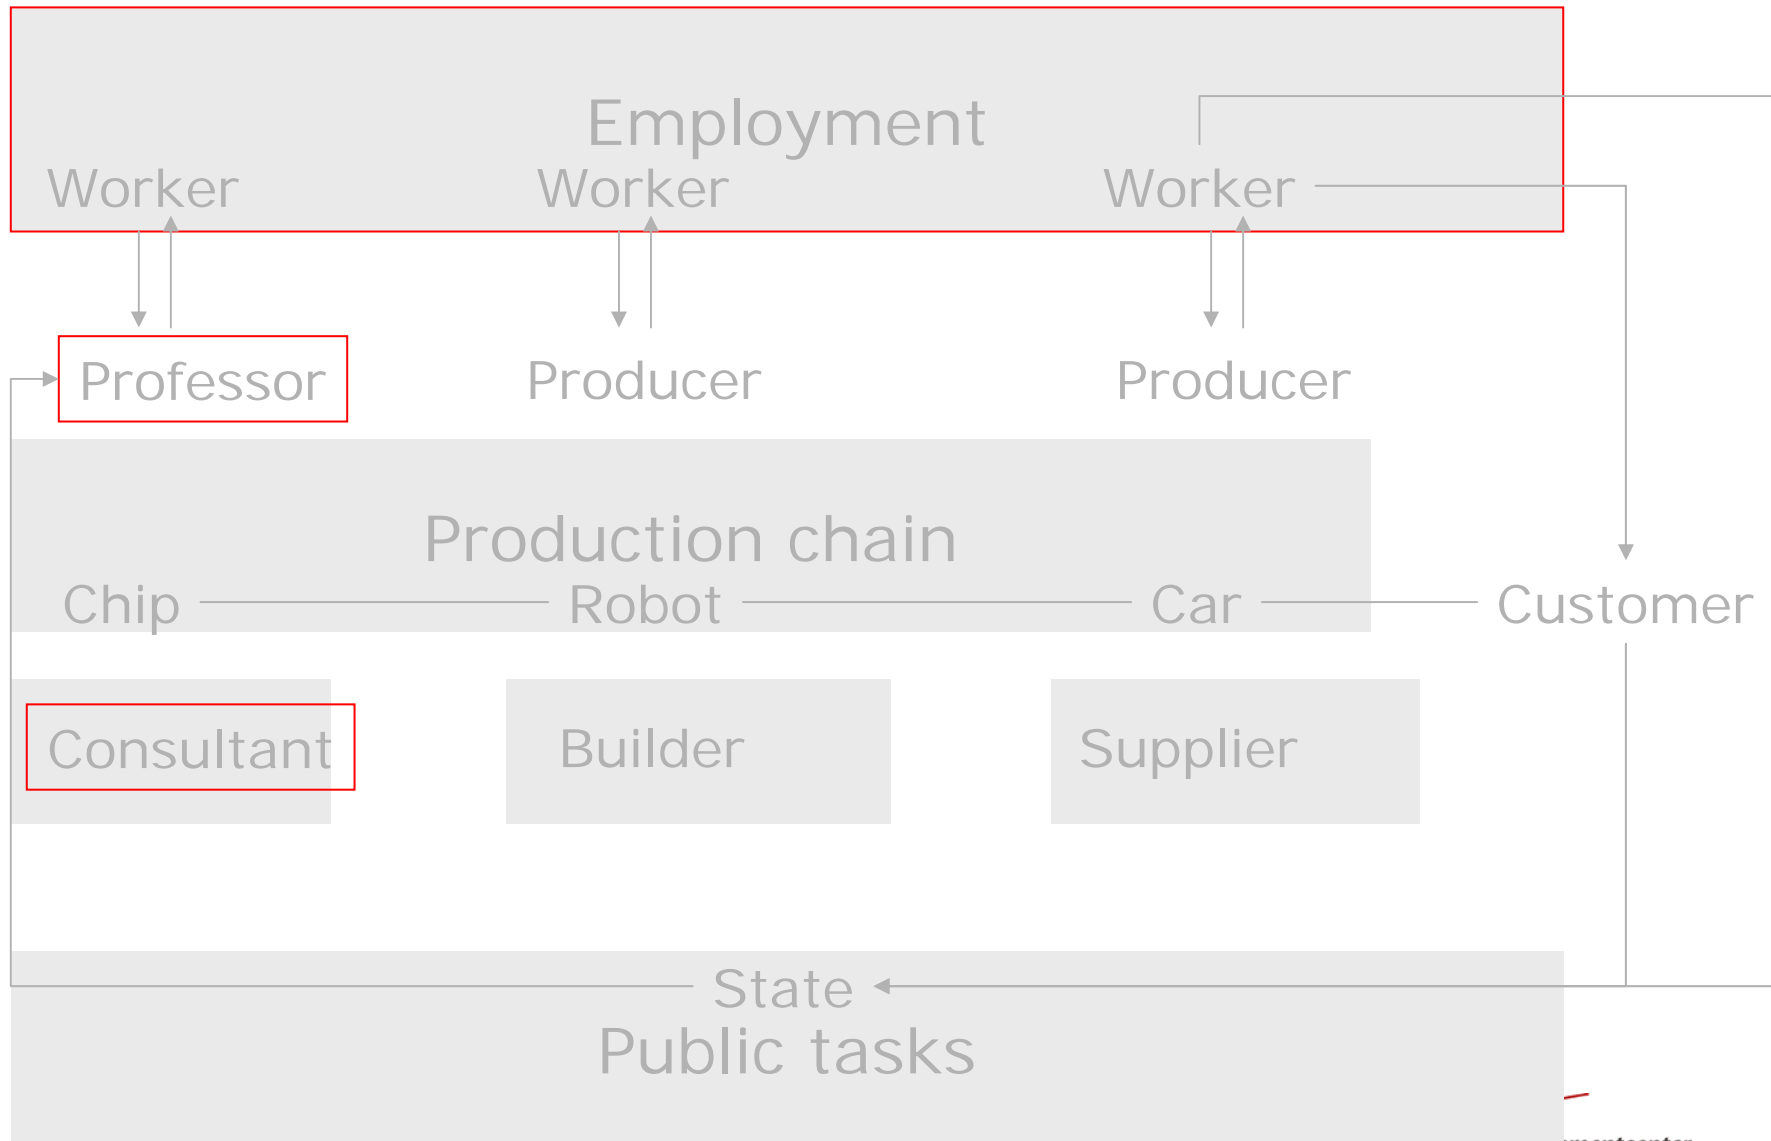 Employment
Worker Worker Worker
Professor Producer Producer
Production chain
Chip Robot Car Customer
Consultant Builder Supplier
State
Public tasks